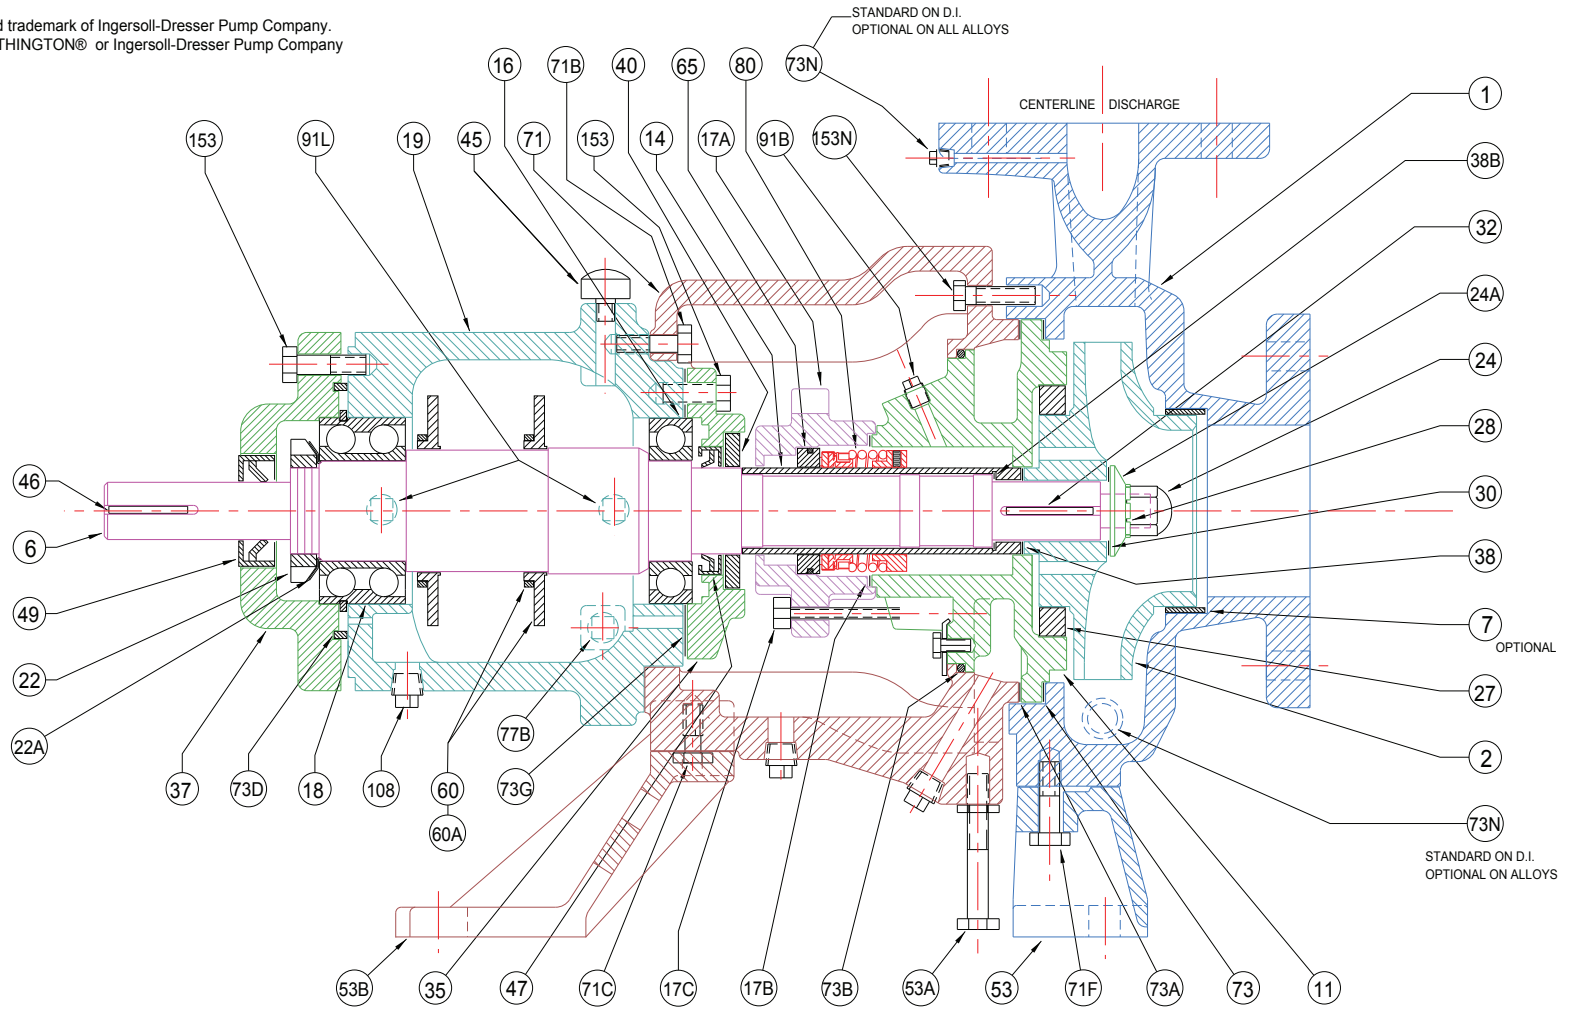 d trademark of Ingersoll-Dresser Pump Company.
THINGTON® or Ingersoll-Dresser Pump Company
STANDARD ON D.I.
OPTIONAL ON ALL ALLOYS
16
71B
40
65
80
73N
CENTERLINE DISCHARGE
1
153
91L
19
45
71
153
14
17A
91B
153N
38B
32
24A
24
28
46
30
6
38
49
7
OPTIONAL
22
27
22A
77B
2
37
73D
18
108
60
73G
60A
73N
STANDARD ON D.I.
OPTIONAL ON ALLOYS
53B
35
47
71C
17C
17B
73B
53A
53
71F
73A
73
11